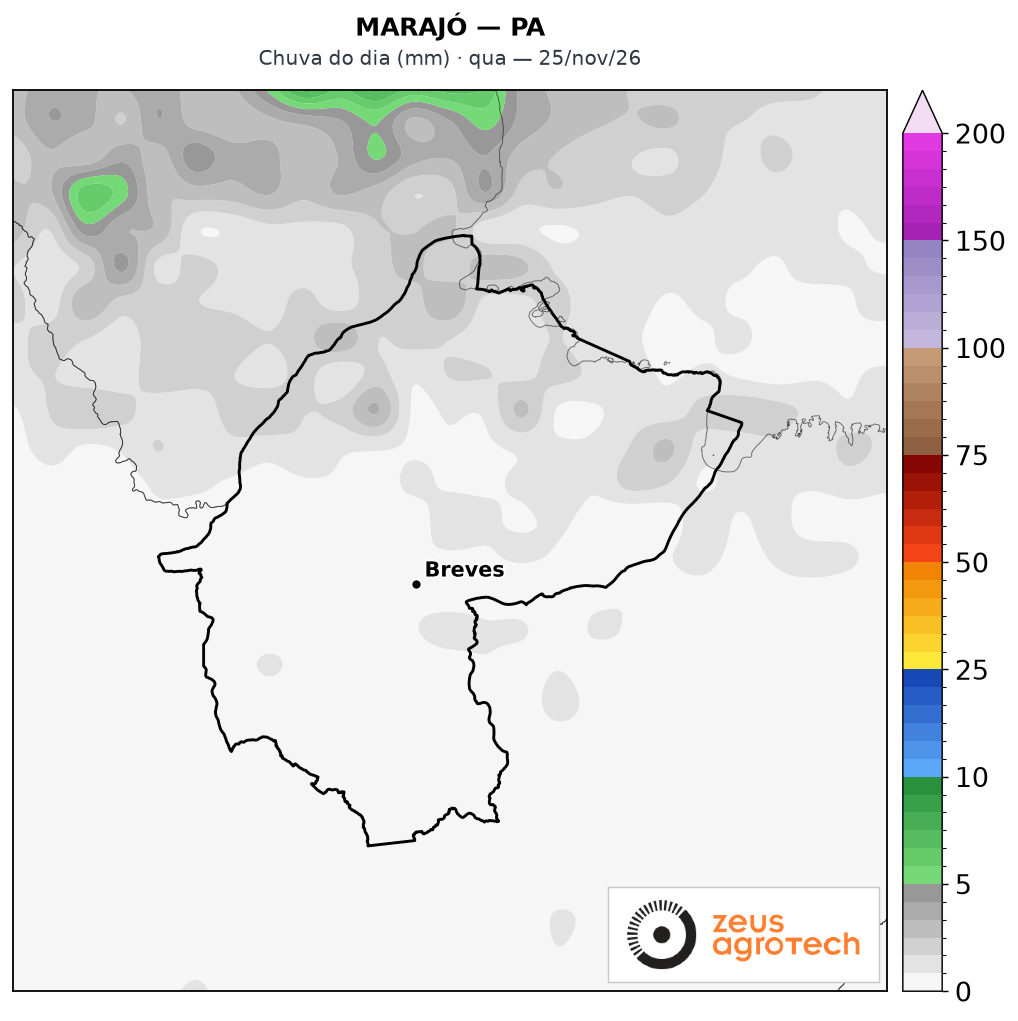 MARAJÓ — PA
Chuva do dia (mm) · qua — 25/nov/26
200
150
100
75
50
25
10
5
0
Breves
zeus
agrotech